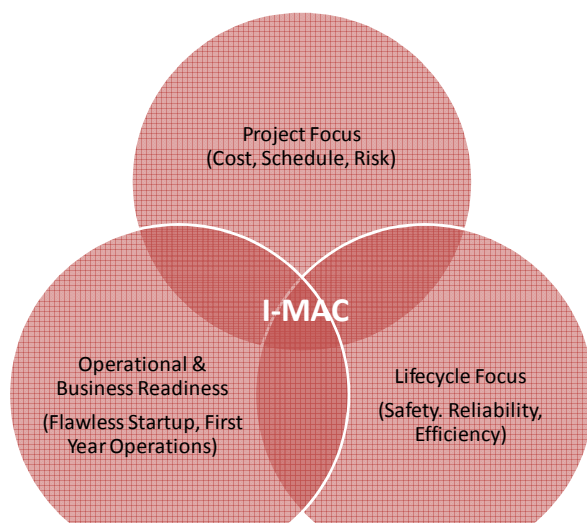 Project Focus
(Cost, Schedule, Risk)
I-MAC
Operational &
Business Readiness
(Flawless Startup, First
Year Operations)
Lifecycle Focus
(Safety. Reliability,
Efficiency)